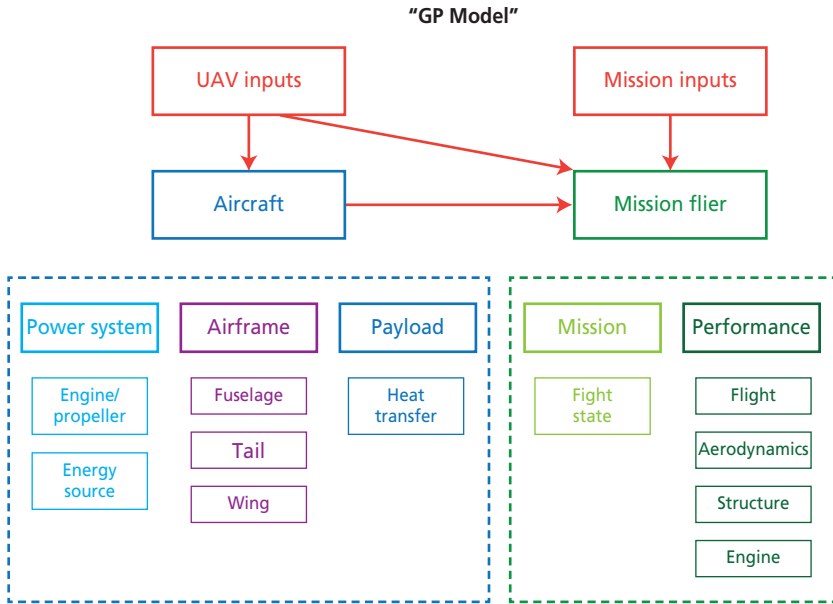 “GP Model”
UAV inputs
Mission inputs
Aircraft
Mission flier
Power system
Airframe
Payload
Mission
Performance
Engine/
propeller
Fuselage
Heat
transfer
Fight
state
Flight
Energy
source
Tail
Aerodynamics
Wing
Structure
Engine